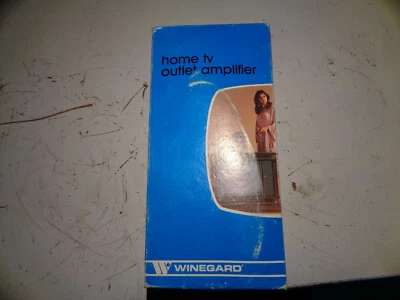 home tv
outlet amplifier
WINEGARD®